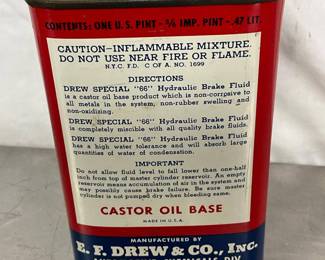 CONTENTS: ONE U.S. PINT - 5/6 IMP. PINT - .47 LIT.
CAUTION—INFLAMMABLE MIXTURE.
DO NOT USE NEAR FIRE OR FLAME.
N.Y.C. F.D. C OF A. NO. 1699
DIRECTIONS
DREW SPECIAL "66" Hydraulic Brake Fluid
is a castor oil base product which is non-corrosive to
all metals in the system, non-rubber swelling and
non-oxidizing.
DREW SPECIAL "66" Hydraulic Brake Fluid
is completely miscible with all quality brake fluids.
DREW SPECIAL "66" Hydraulic Brake Fluid
has a high water tolerance and will absorb large
quantities of water of condensation.
IMPORTANT
Do not allow fluid level to fall lower than one-half
inch from top of master cylinder reservoir. An empty
reservoir means accumulation of air in the system and
may possibly cause brake failure. Be sure master
cylinder is not pumped dry when bleeding same.
CASTOR OIL BASE
MADE IN U.S.A.
MANUFACTURED BY
E. F. DREW & CO., Inc.
CHEMICALS DIV.